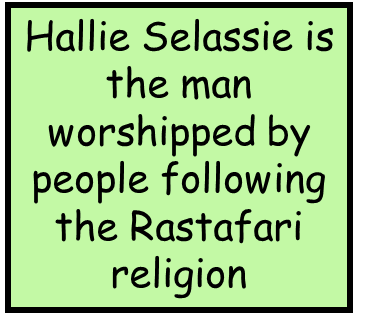 Hallie Selassie is
the man
worshipped by
people following
the Rastafari
religion